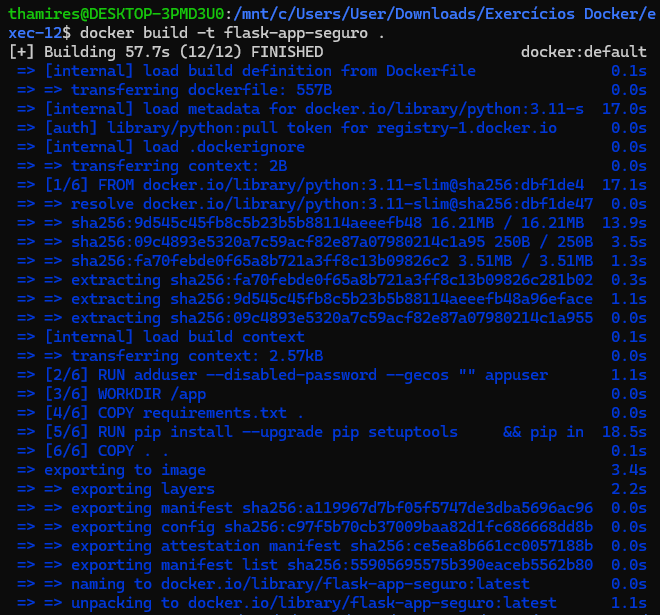 thamires@DESKTOP-3PMD3U0:/mnt/c/Users/User/Downloads/Exercícios Docker/e
xec-12$ docker build -t flask-app-seguro .
[+] Building 57.7s (12/12) FINISHED docker:default
=> [internal] load build definition from Dockerfile 0.1s
=> => transferring dockerfile: 557B 0.0s
=> [internal] load metadata for docker.io/library/python:3.11-s 17.0s
=> [auth] library/python:pull token for registry-1.docker.io 0.0s
=> [internal] load .dockerignore 0.0s
=> => transferring context: 2B 0.0s
=> [1/6] FROM docker.io/library/python:3.11-slim@sha256:dbf1de4 17.1s
=> => resolve docker.io/library/python:3.11-slim@sha256:dbf1de47 0.0s
=> => sha256:9d545c45fb8c5b23b5b88114aeeefb48 16.21MB / 16.21MB 13.9s
=> => sha256:09c4893e5320a7c59acf82e87a07980214c1a95 250B / 250B 3.5s
=> => sha256:fa70febde0f65a8b721a3ff8c13b09826c2 3.51MB / 3.51MB 1.3s
=> => extracting sha256:fa70febde0f65a8b721a3ff8c13b09826c281b02 0.3s
=> => extracting sha256:9d545c45fb8c5b23b5b88114aeeefb48a96eface 1.1s
=> => extracting sha256:09c4893e5320a7c59acf82e87a07980214c1a955 0.0s
=> [internal] load build context 0.1s
=> => transferring context: 2.57kB 0.0s
=> [2/6] RUN adduser --disabled-password --gecos "" appuser 1.1s
=> [3/6] WORKDIR /app 0.0s
=> [4/6] COPY requirements.txt . 0.0s
=> [5/6] RUN pip install --upgrade pip setuptools && pip in 18.5s
=> [6/6] COPY . . 0.1s
=> exporting to image 3.4s
=> => exporting layers 2.2s
=> => exporting manifest sha256:a119967d7bf05f5747de3dba5696ac96 0.0s
=> => exporting config sha256:c97f5b70cb37009baa82d1fc686668dd8b 0.0s
=> => exporting attestation manifest sha256:ce5ea8b661cc0057188b 0.0s
=> => exporting manifest list sha256:55905695575b390eaceb5562b80 0.0s
=> => naming to docker.io/library/flask-app-seguro:latest 0.0s
=> => unpacking to docker.io/library/flask-app-seguro:latest 1.1s